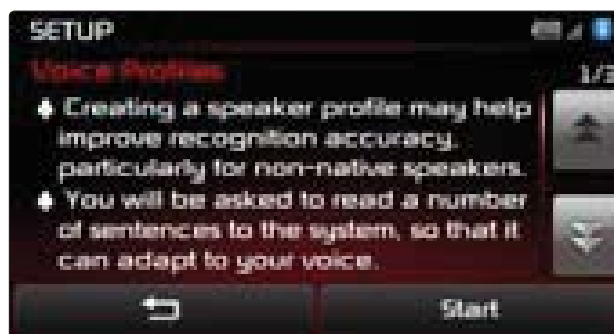 SETUP
Voice Profiles
1/3
Creating a speaker profile may help
improve recognition accuracy,
particularly for non-native speakers.
You will be asked to read a number
of sentences to the system, so that it
can adapt to your voice.
Start